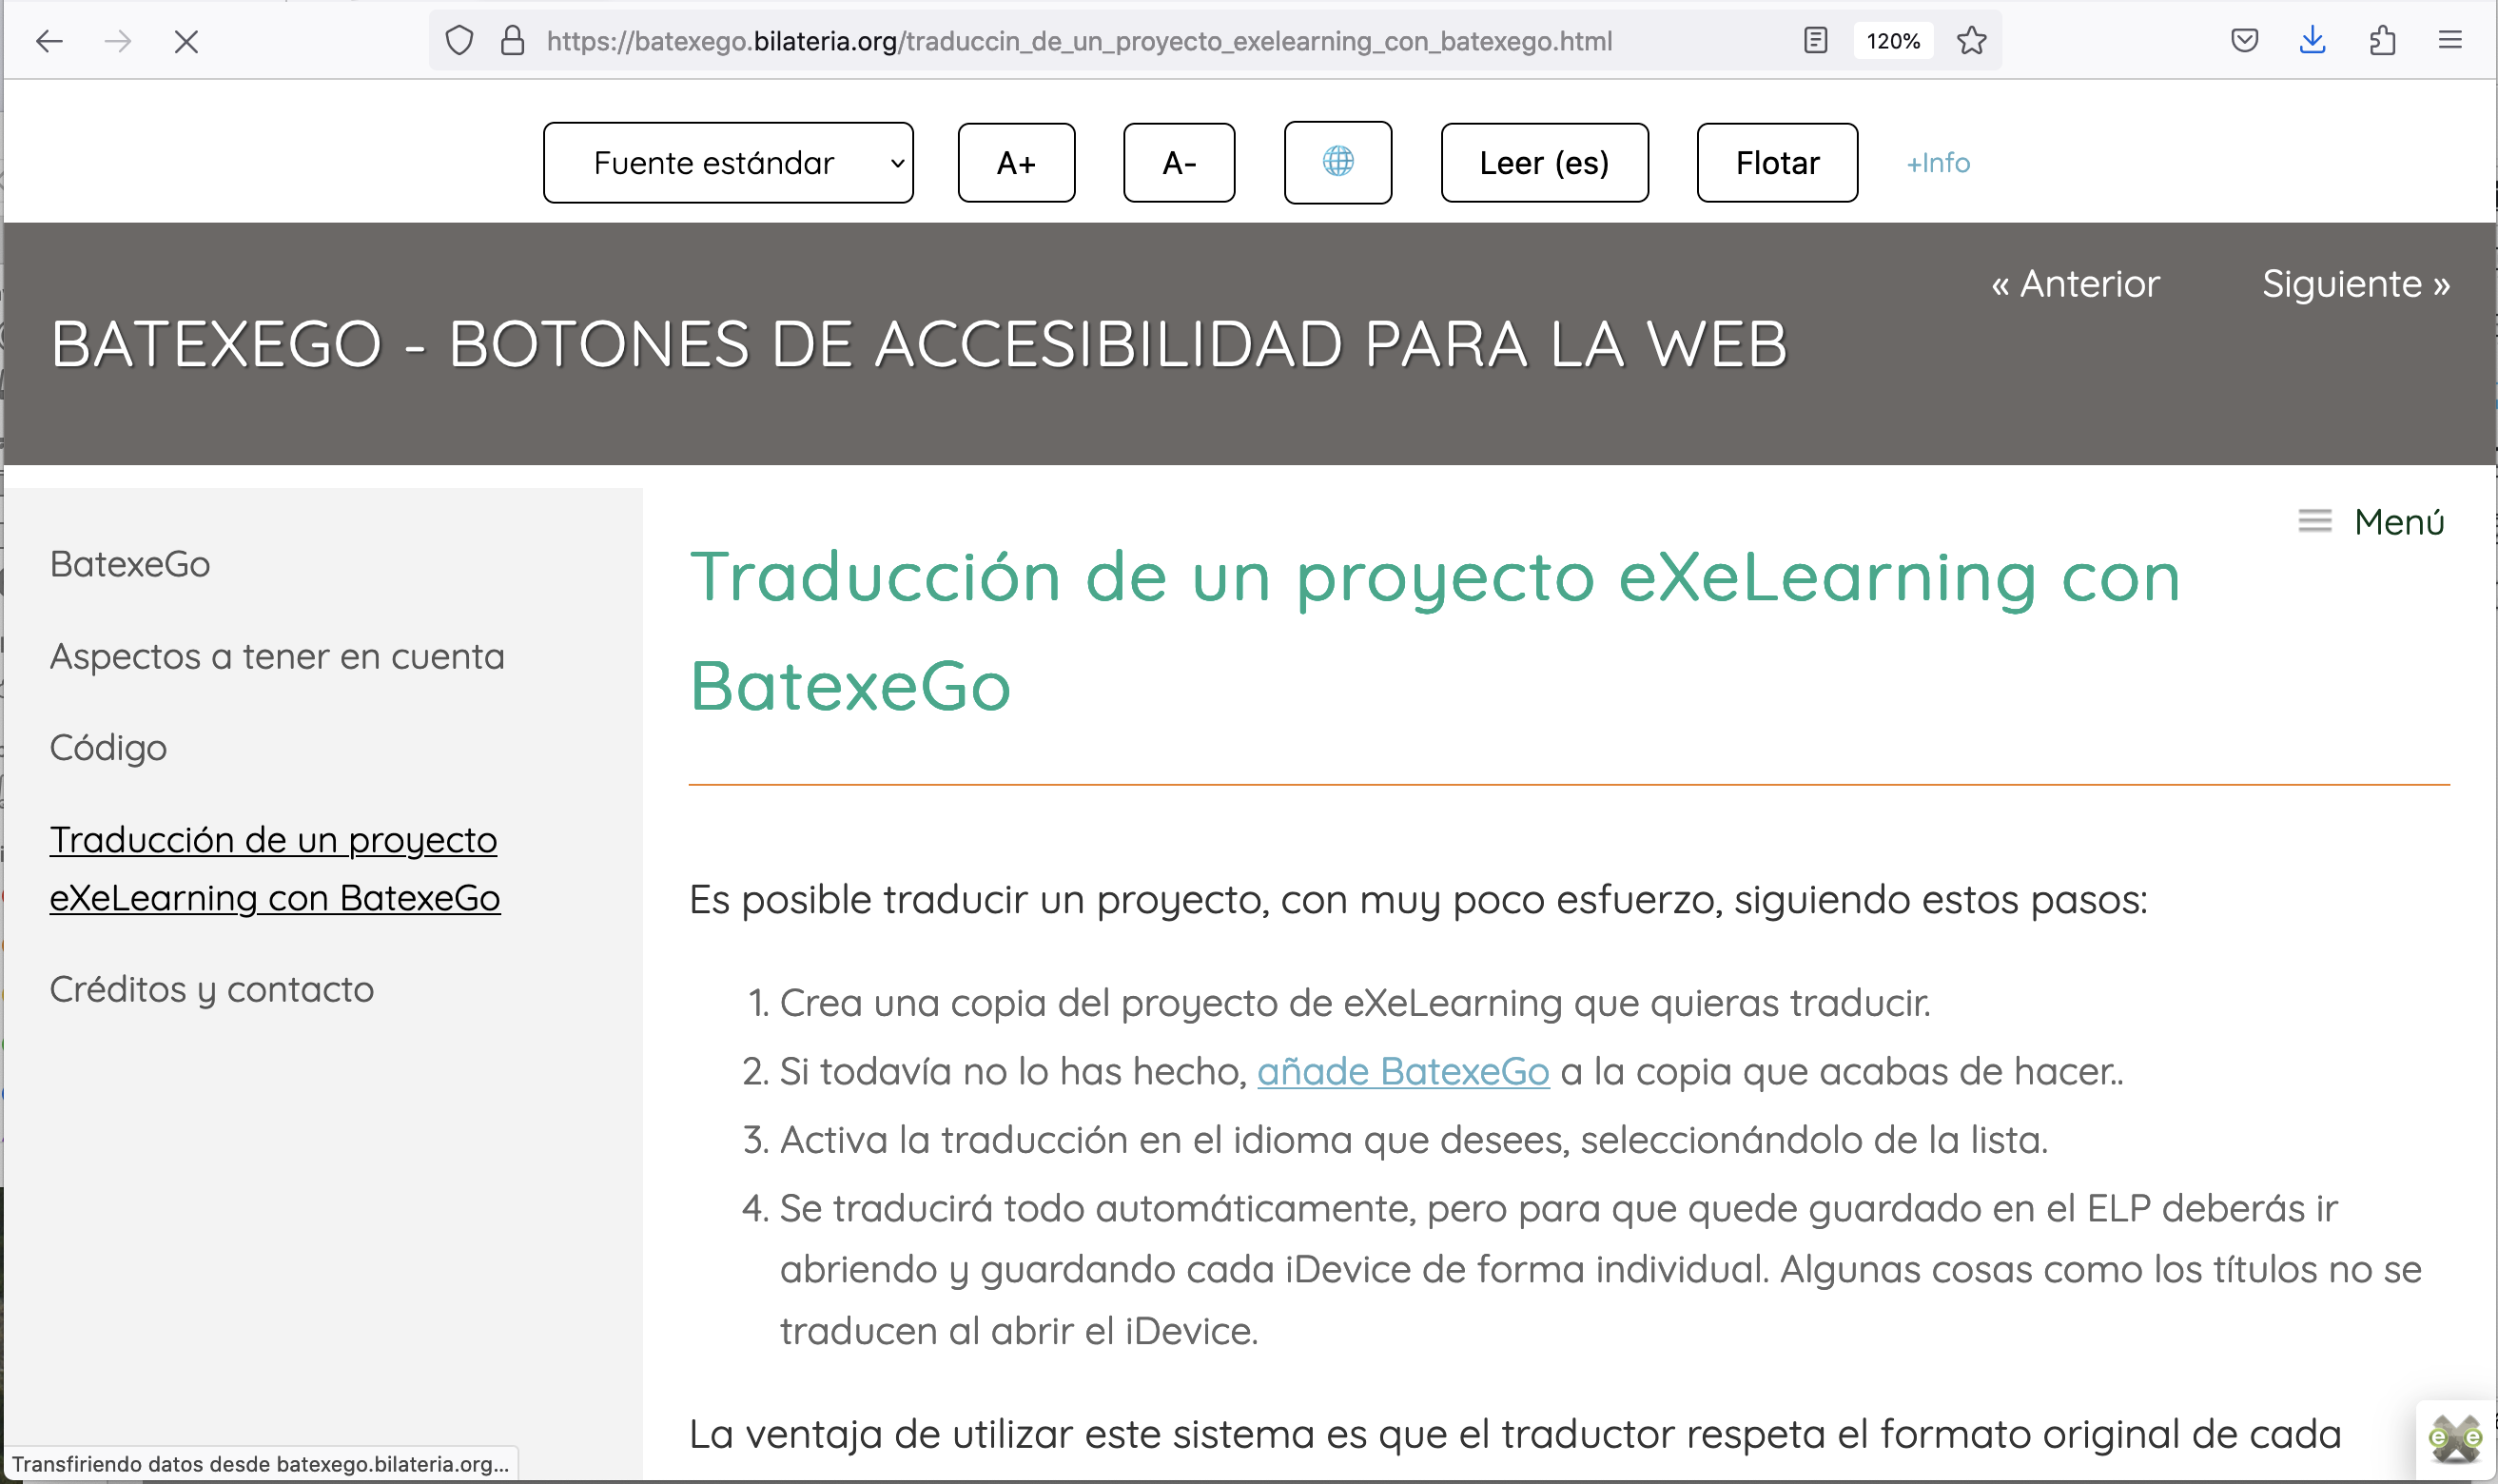 https://batexego.bilateria.org/traduccin_de_un_proyecto_exelearning_con_batexego.html
120%
Fuente estándar
A+
A-
Leer (es)
Flotar
+Info
« Anterior
Siguiente »
BATEXEGO - BOTONES DE ACCESIBILIDAD PARA LA WEB
Menú
BatexeGo
Aspectos a tener en cuenta
Código
Traducción de un proyecto
eXeLearning con BatexeGo
Créditos y contacto
Traducción de un proyecto eXeLearning con
BatexeGo
Es posible traducir un proyecto, con muy poco esfuerzo, siguiendo estos pasos:
1. Crea una copia del proyecto de eXeLearning que quieras traducir.
2. Si todavía no lo has hecho, añade BatexeGo a la copia que acabas de hacer..
3. Activa la traducción en el idioma que desees, seleccionándolo de la lista.
4. Se traducirá todo automáticamente, pero para que quede guardado en el ELP deberás ir
abriendo y guardando cada iDevice de forma individual. Algunas cosas como los títulos no se
traducen al abrir el iDevice.
La ventaja de utilizar este sistema es que el traductor respeta el formato original de cada
Transfiriendo datos desde batexego.bilateria.org...
eXe